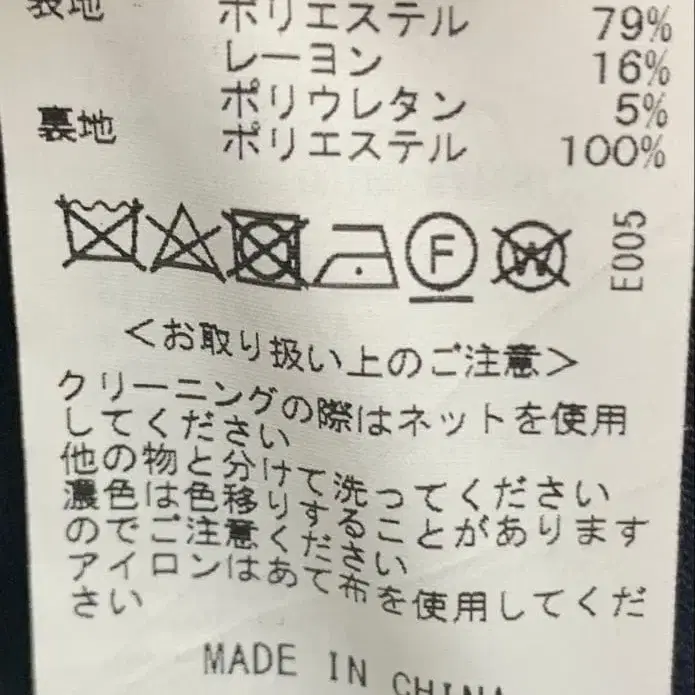 表地 ポリエステル 79%
レーヨン 16%
ポリウレタン 5%
裏地 ポリエステル 100%
F W E005
<お取り扱い上のご注意>
クリーニングの際はネットを使用
してください
他の物と分けて洗ってください
濃色は色移りすることがあります
のでご注意ください
アイロンはあて布を使用してくだ
さい
MADE IN CHINA